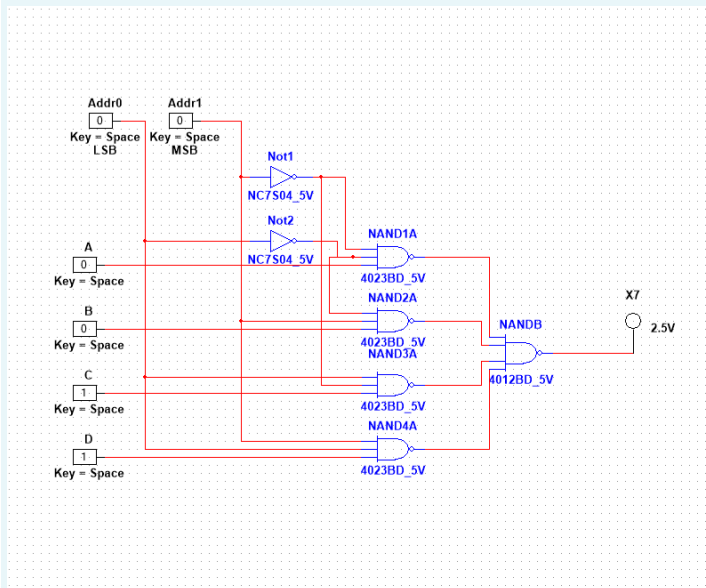 Addr0
0
Key = Space
LSB
Addr1
0
Key = Space
MSB
Not1
NC7S04_5V
Not2
NC7S04_5V
A
0
Key = Space
B
0
Key = Space
C
1
Key = Space
D
1
Key = Space
NAND1A
4023BD_5V
NAND2A
4023BD_5V
NAND3A
4023BD_5V
NAND4A
4023BD_5V
NANDB
4012BD_5V
X7
2.5V